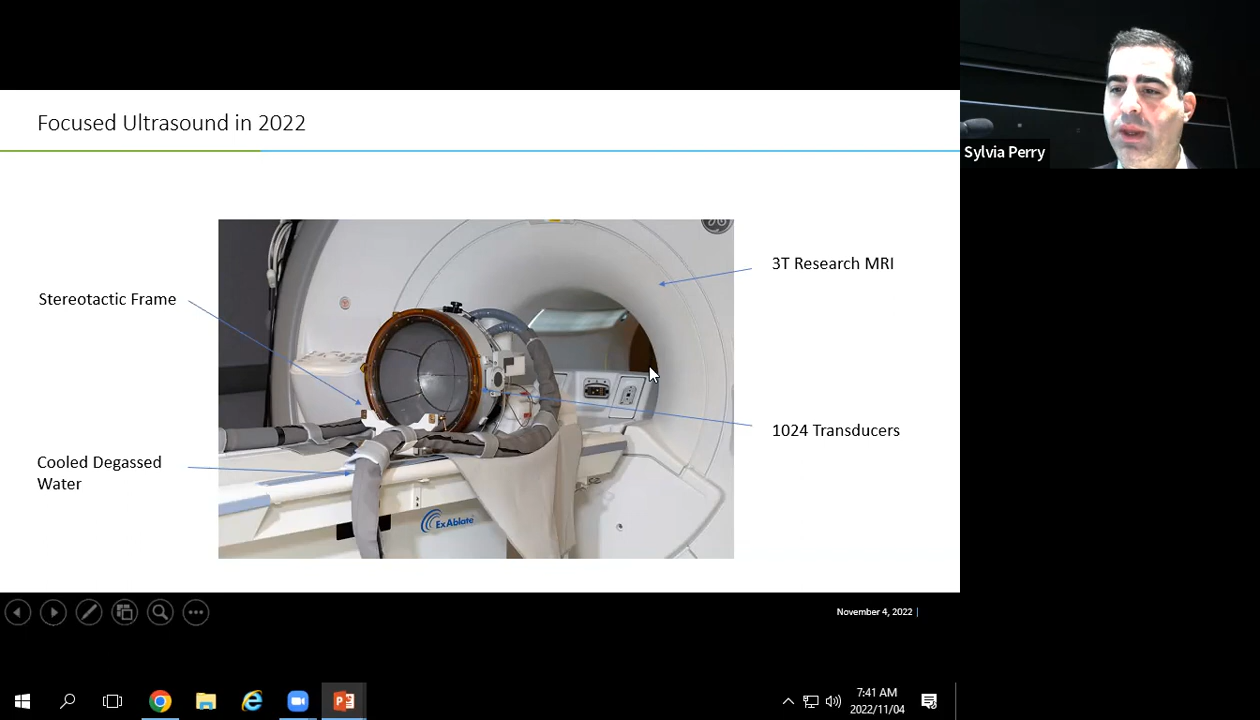 Focused Ultrasound in 2022
3T Research MRI
Stereotactic Frame
1024 Transducers
Cooled Degassed
Water
ExAblate
Sylvia Perry
November 4, 2022 |
7:41 AM
2022/11/04